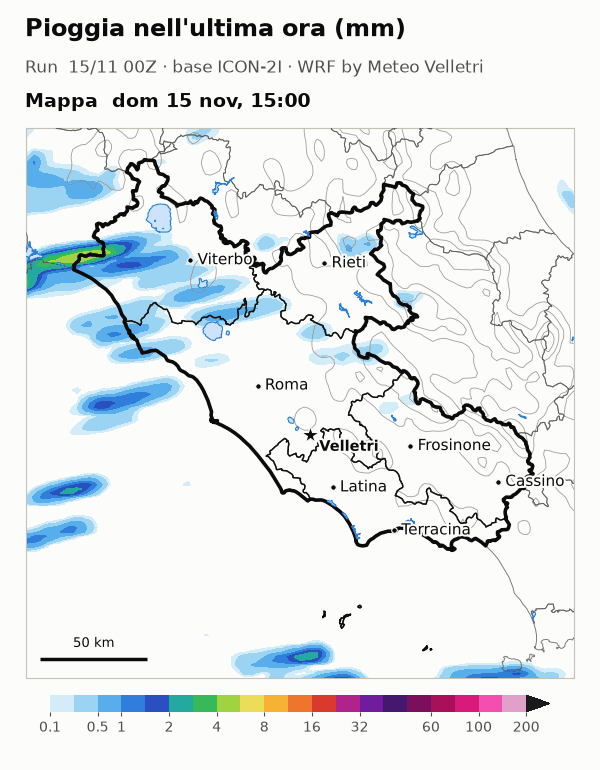 Pioggia nell'ultima ora (mm)
Run  15/11 00Z · base ICON-2I · WRF by Meteo Velletri
Mappa  dom 15 nov, 15:00
Viterbo
Rieti
Roma
Velletri
Frosinone
Cassino
Latina
Terracina
50 km
0.1 0.5 1 2 4 8 16 32 60 100 200